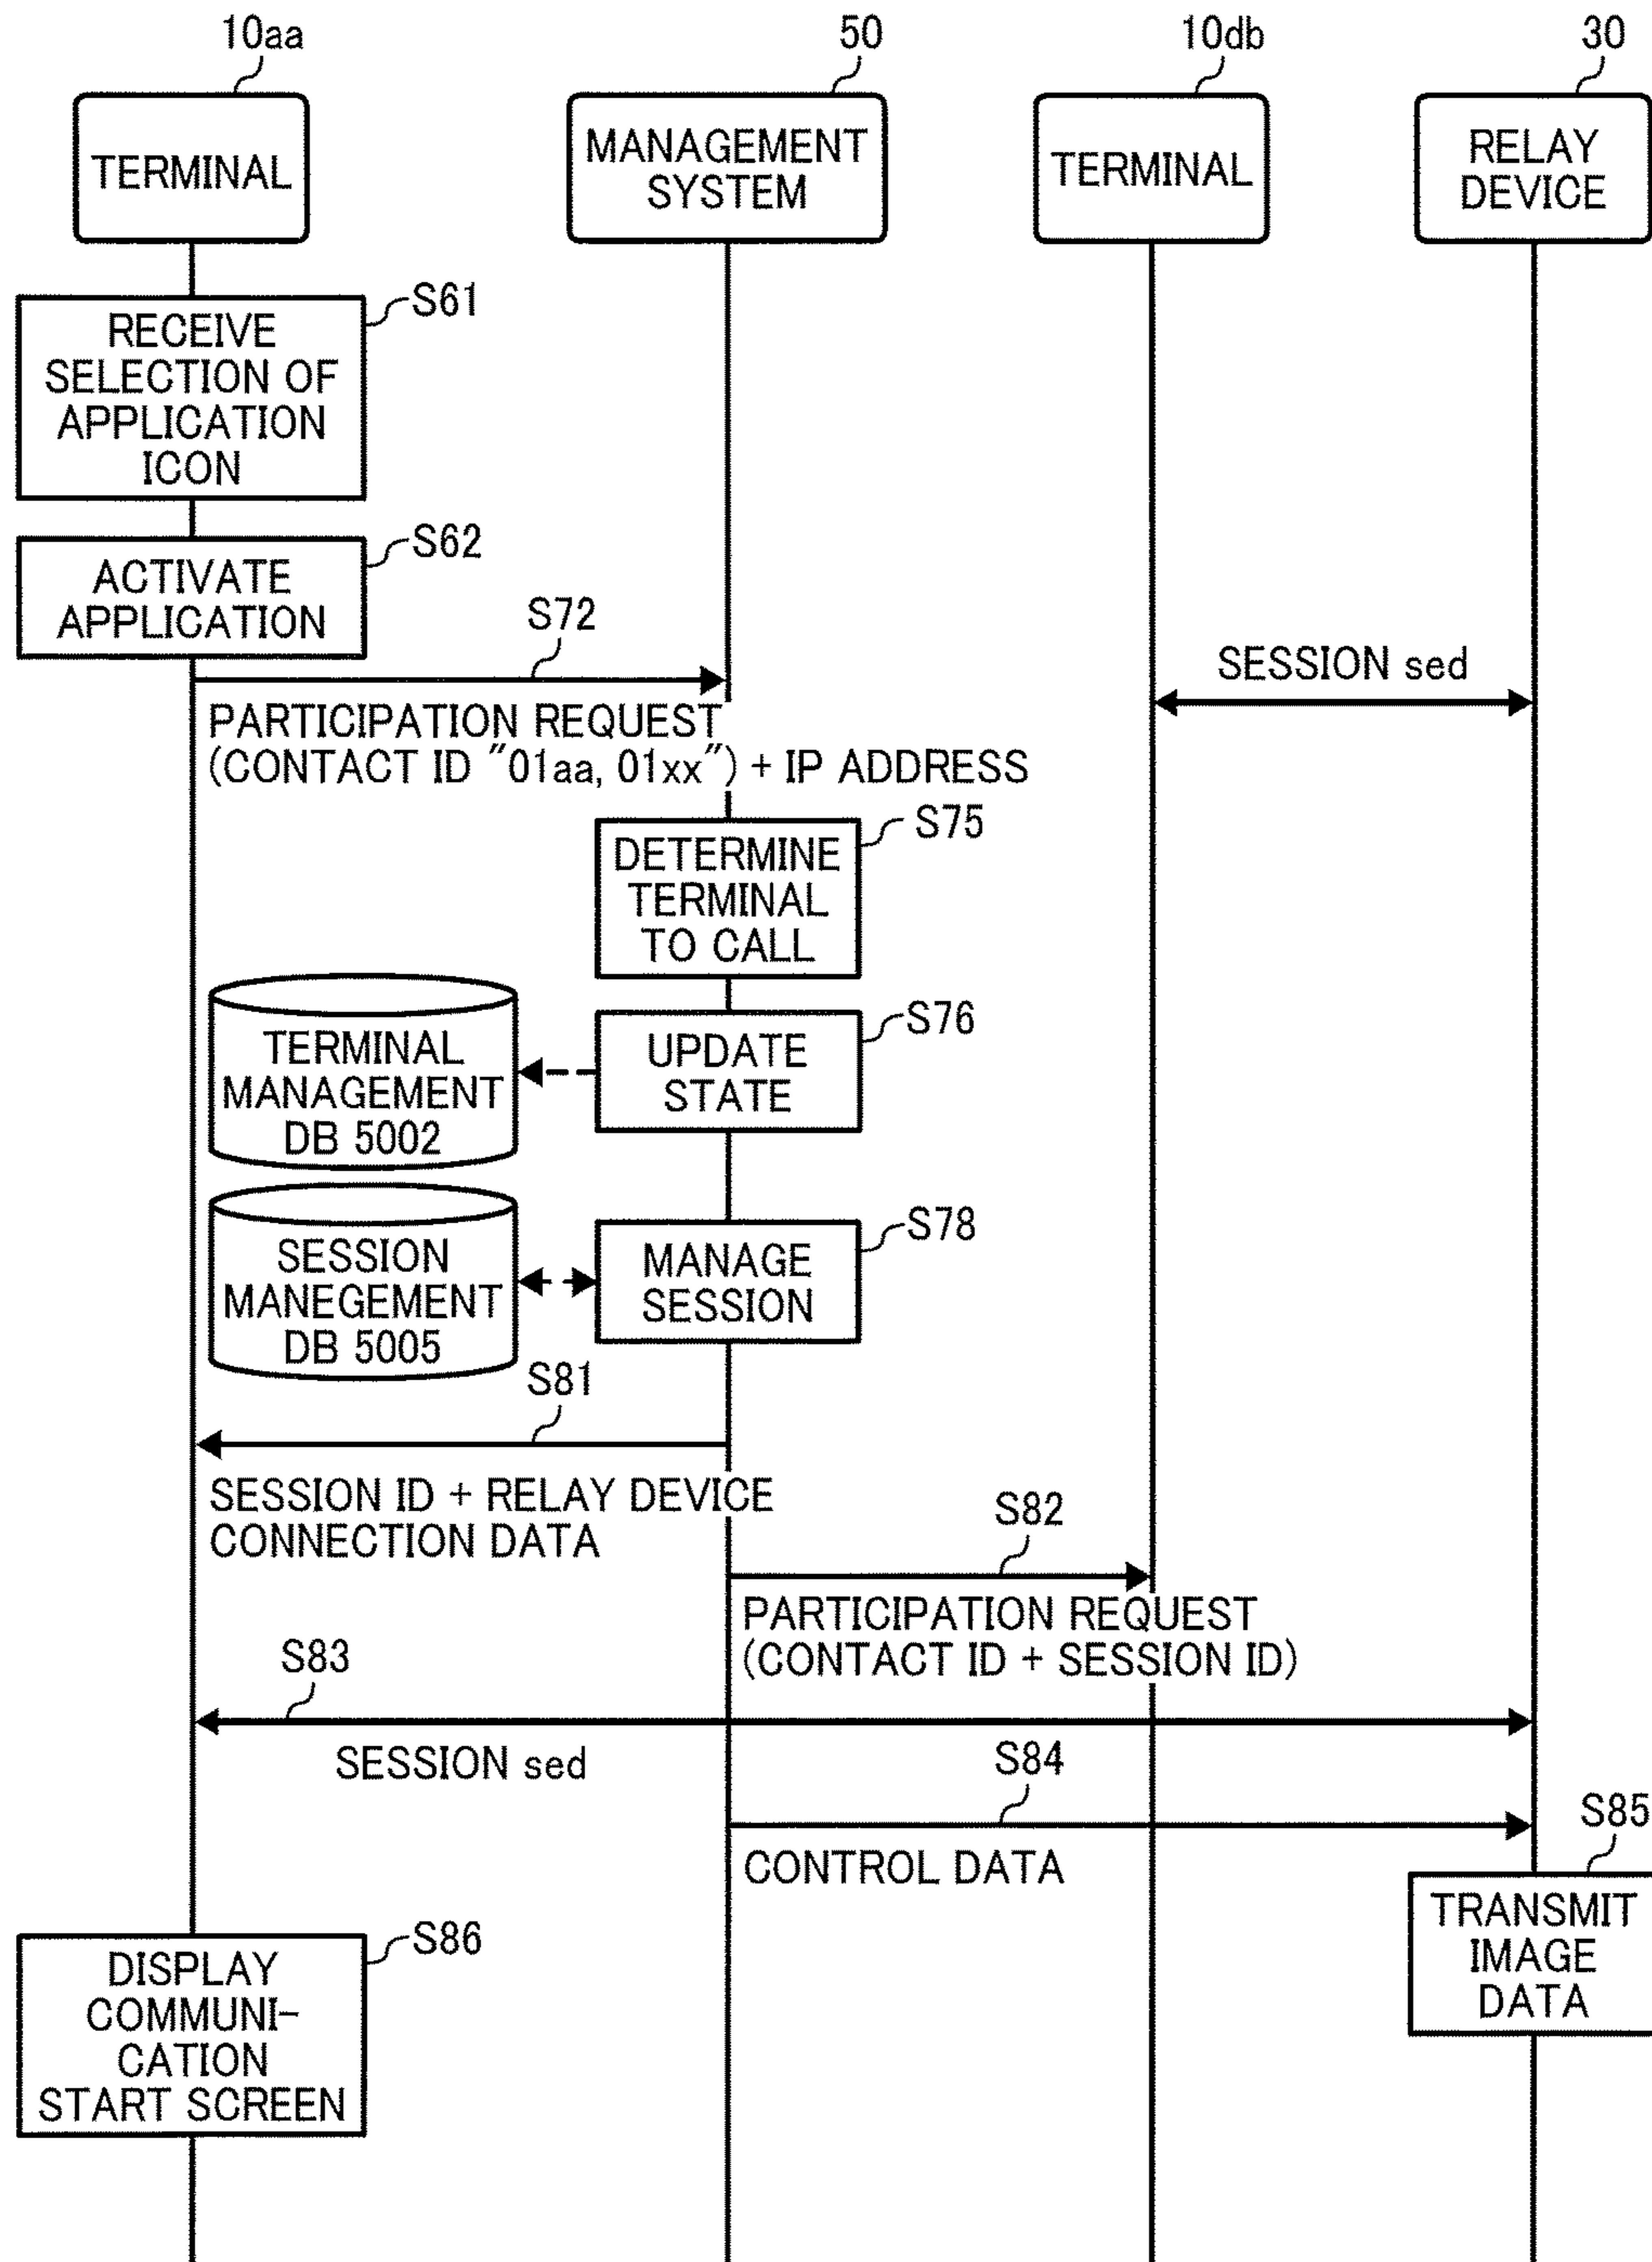 10aa
50
10db
30
TERMINAL
MANAGEMENT
SYSTEM
TERMINAL
RELAY
DEVICE
S61
RECEIVE
SELECTION OF
APPLICATION
ICON
S62
ACTIVATE
APPLICATION
S72
SESSION sed
PARTICIPATION REQUEST
(CONTACT ID "01aa, 01xx") + IP ADDRESS
S75
DETERMINE
TERMINAL
TO CALL
S76
UPDATE
STATE
TERMINAL
MANAGEMENT
DB 5002
S78
MANAGE
SESSION
SESSION
MANEGEMENT
DB 5005
S81
SESSION ID + RELAY DEVICE
CONNECTION DATA
S82
PARTICIPATION REQUEST
(CONTACT ID + SESSION ID)
S83
SESSION sed
S84
CONTROL DATA
S85
TRANSMIT
IMAGE
DATA
S86
DISPLAY
COMMUNI-
CATION
START SCREEN